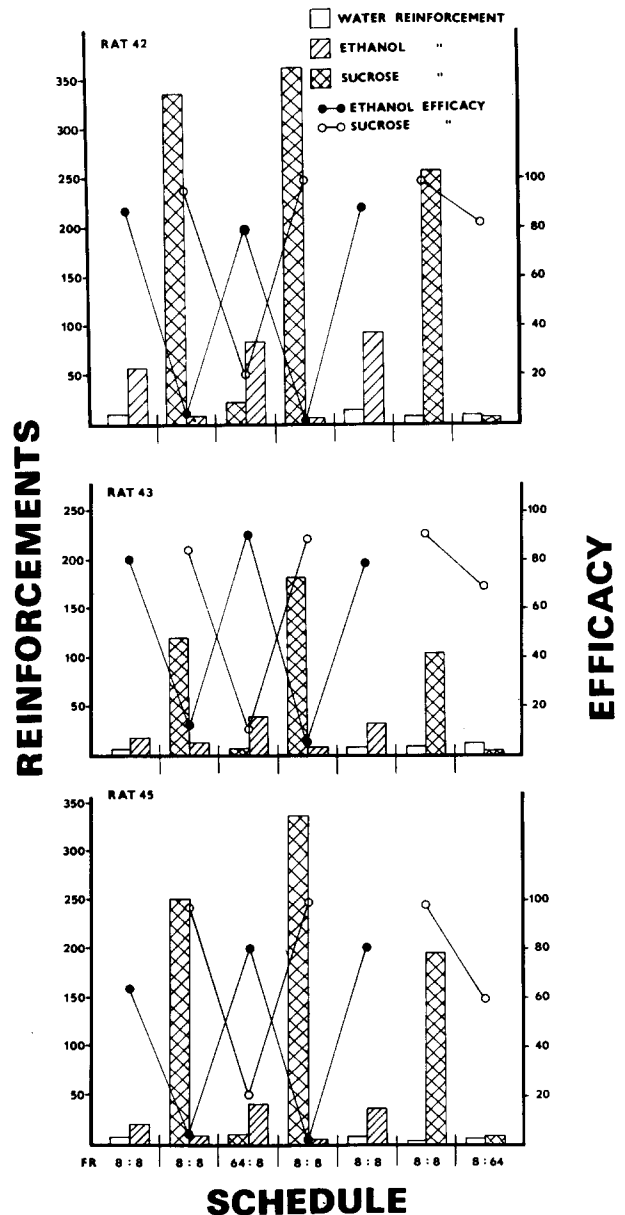 RAT 42
WATER REINFORCEMENT
ETHANOL "
SUCROSE "
ETHANOL EFFICACY
SUCROSE "
350
300
250
200
150
100
50
100
80
60
40
20
RAT 43
250
200
150
100
50
100
80
60
40
20
RAT 45
350
300
250
200
150
100
50
100
80
60
40
20
REINFORCEMENTS
EFFICACY
FR 8:8 8:8 64:8 8:8 8:8 8:8 8:64
SCHEDULE